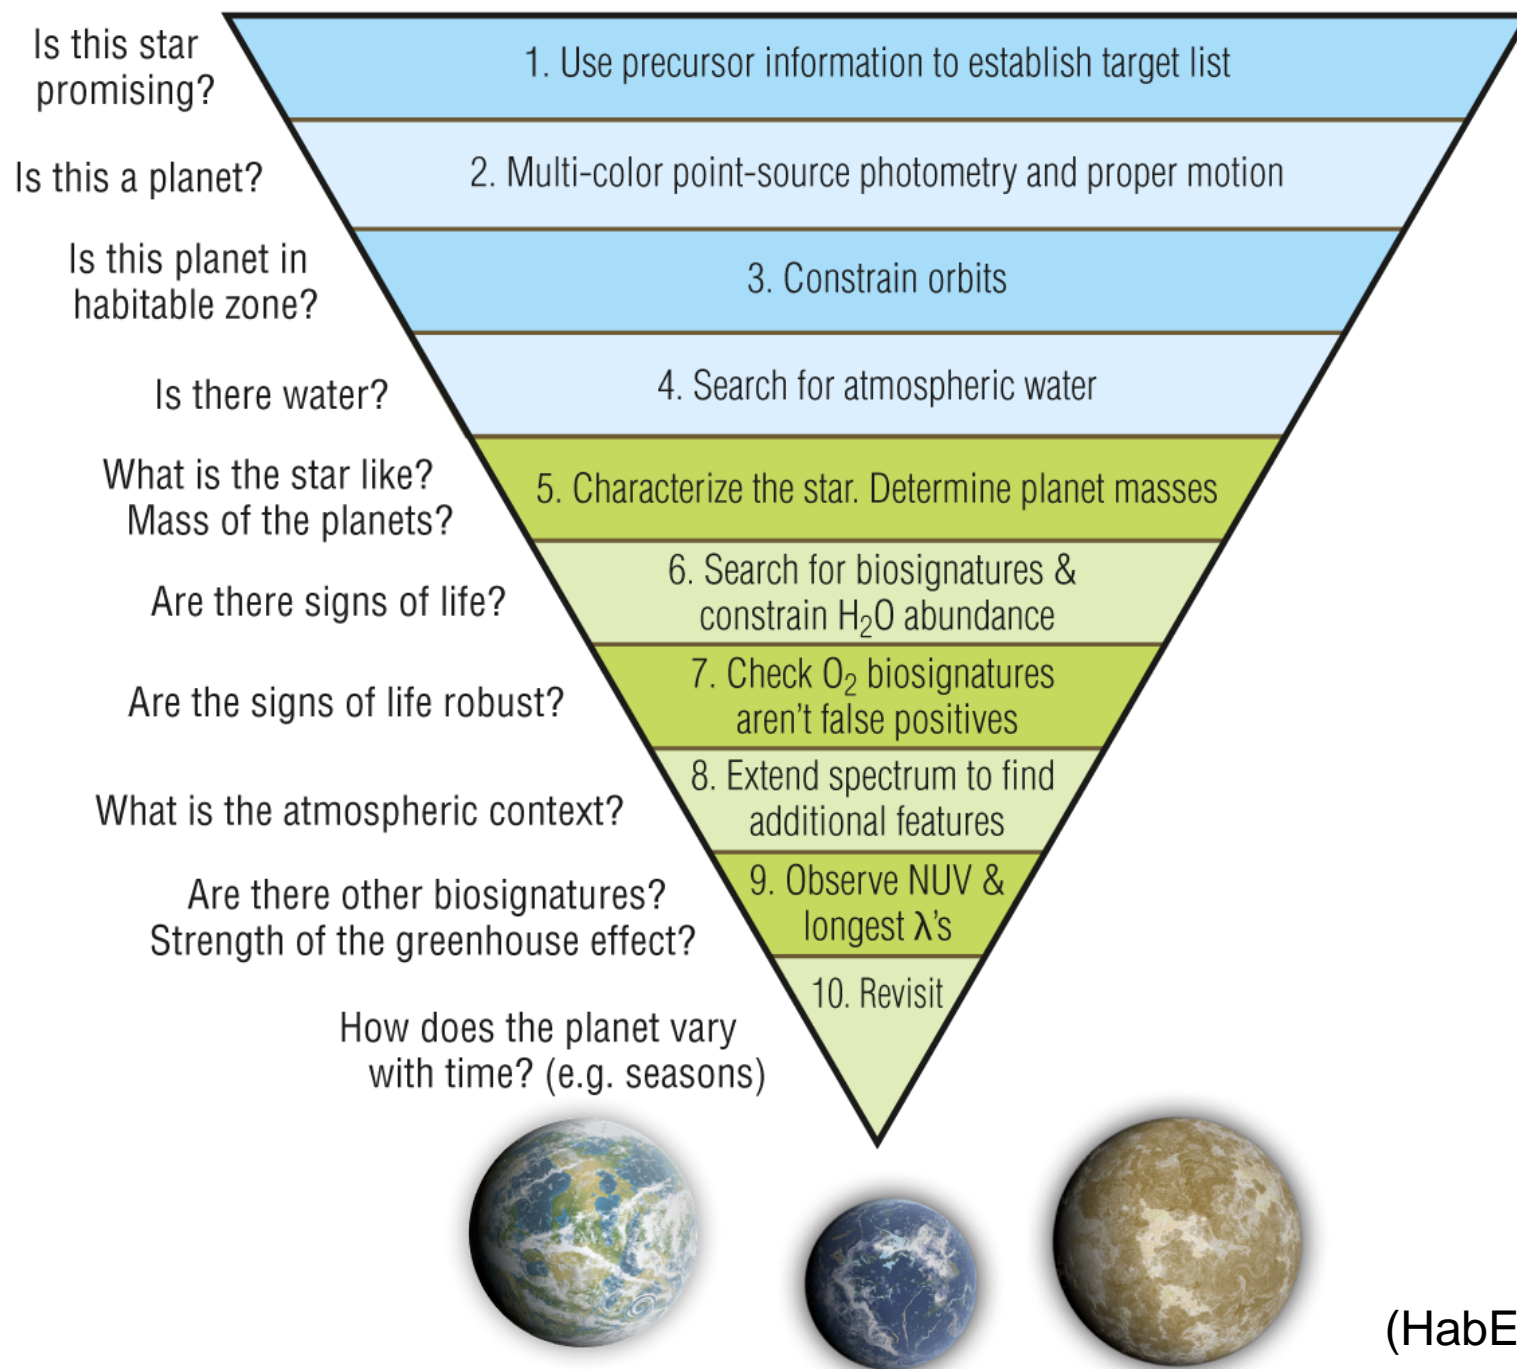 Is this star
promising?
1. Use precursor information to establish target list
Is this a planet?
2. Multi-color point-source photometry and proper motion
Is this planet in
habitable zone?
3. Constrain orbits
Is there water?
4. Search for atmospheric water
What is the star like?
Mass of the planets?
5. Characterize the star. Determine planet masses
Are there signs of life?
6. Search for biosignatures &
constrain H₂O abundance
Are the signs of life robust?
7. Check O₂ biosignatures
aren't false positives
What is the atmospheric context?
8. Extend spectrum to find
additional features
Are there other biosignatures?
Strength of the greenhouse effect?
9. Observe NUV &
longest λ's
How does the planet vary
with time? (e.g. seasons)
10. Revisit
(HabE